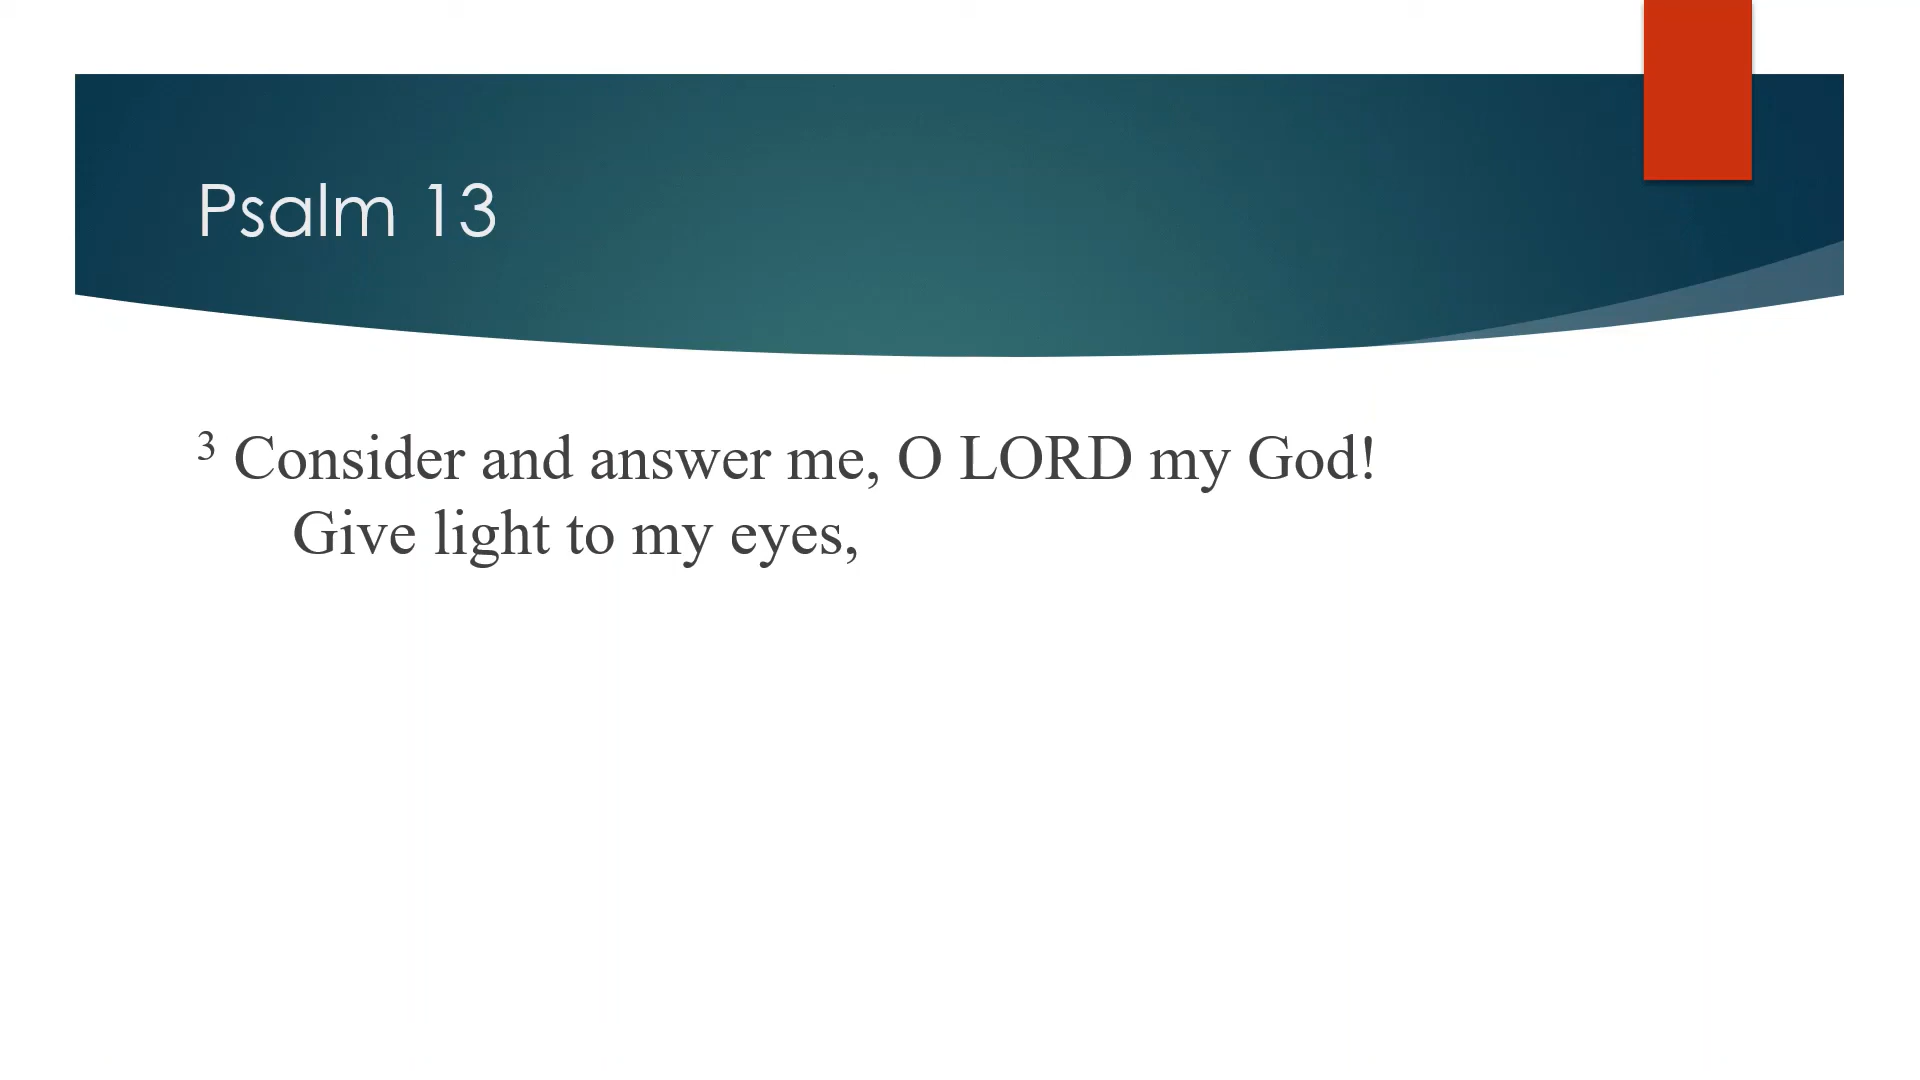 Psalm 13
3 Consider and answer me, O LORD my God!
Give light to my eyes,